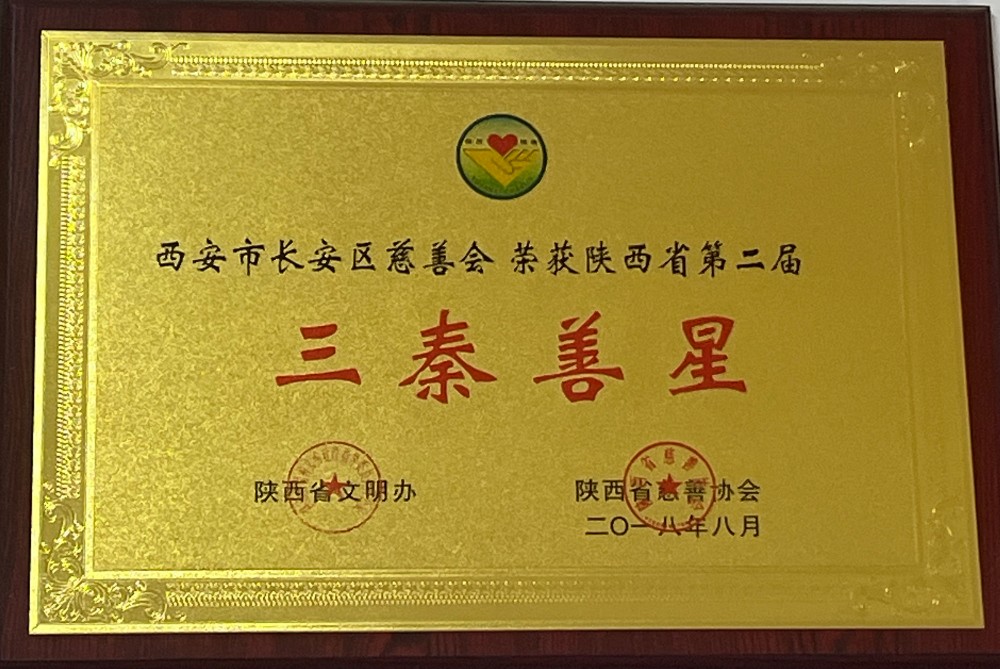 西安市长安区慈善会 荣获陕西省第二届
三秦善星
陕西省文明办
陕西省慈善协会
二〇一八年八月